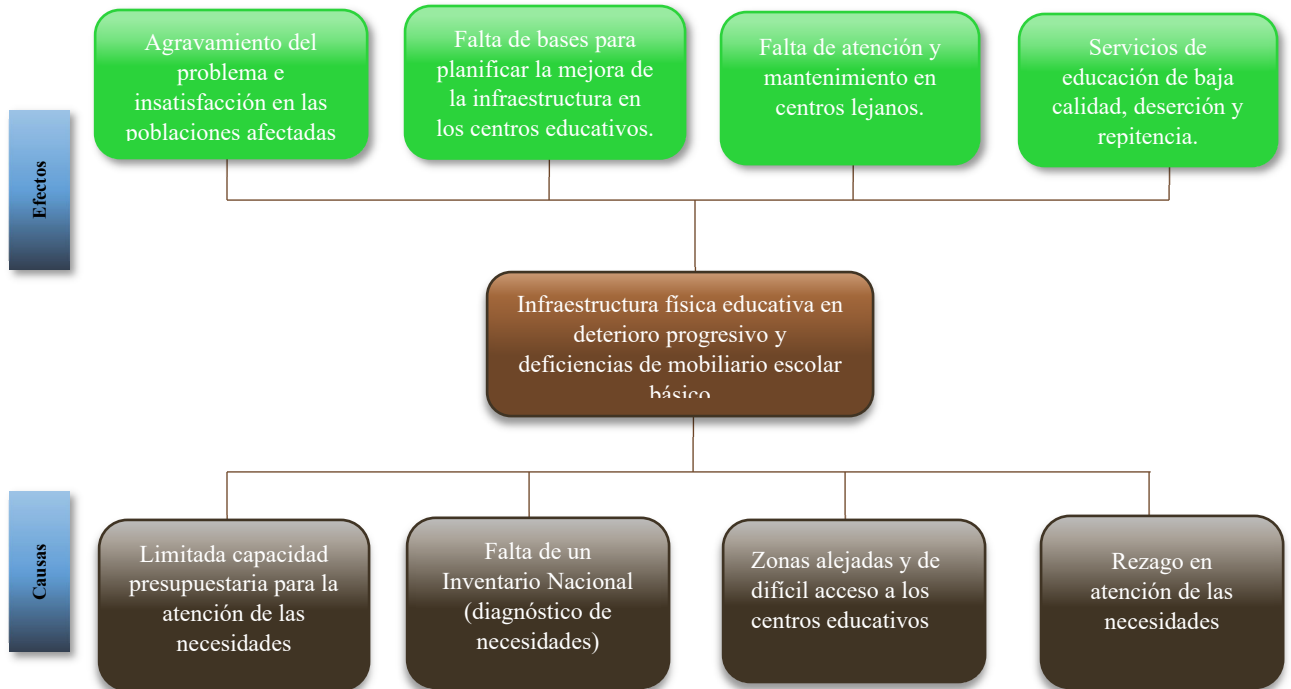 Efectos
Agravamiento del
problema e
insatisfacción en las
poblaciones afectadas
Falta de bases para
planificar la mejora de
la infraestructura en
los centros educativos.
Falta de atención y
mantenimiento en
centros lejanos.
Servicios de
educación de baja
calidad, deserción y
repitencia.
Infraestructura física educativa en
deterioro progresivo y
deficiencias de mobiliario escolar
básico
Causas
Limitada capacidad
presupuestaria para la
atención de las
necesidades
Falta de un
Inventario Nacional
(diagnóstico de
necesidades)
Zonas alejadas y de
difícil acceso a los
centros educativos
Rezago en
atención de las
necesidades